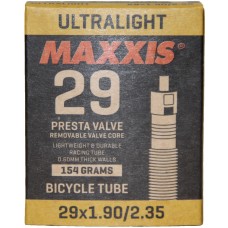 ULTRALIGHT
MAXXIS®
29
PRESTA VALVE
REMOVABLE VALVE CORE
LIGHTWEIGHT & DURABLE
RACING TUBE
0.60MM THICK WALLS
154 GRAMS
BICYCLE TUBE
29x1.90/2.35